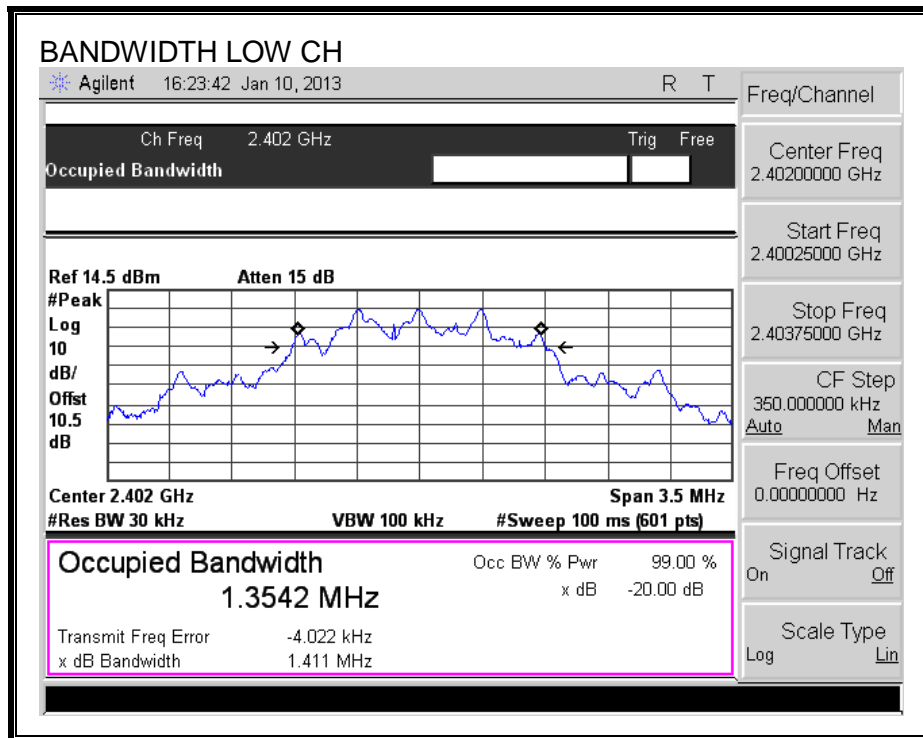 BANDWIDTH LOW CH
Agilent 16:23:42 Jan 10, 2013 R T
Freq/Channel
Ch Freq 2.402 GHz Trig Free
Occupied Bandwidth
Center Freq
2.40200000 GHz
Start Freq
2.40025000 GHz
Stop Freq
2.40375000 GHz
CF Step
350.000000 kHz
Auto Man
Freq Offset
0.00000000 Hz
Signal Track
On Off
Scale Type
Log Lin
Ref 14.5 dBm Atten 15 dB
#Peak
Log
10
dB/
Offst
10.5
dB
Center 2.402 GHz Span 3.5 MHz
#Res BW 30 kHz VBW 100 kHz #Sweep 100 ms (601 pts)
Occupied Bandwidth
1.3542 MHz
Occ BW % Pwr 99.00 %
x dB -20.00 dB
Transmit Freq Error -4.022 kHz
x dB Bandwidth 1.411 MHz